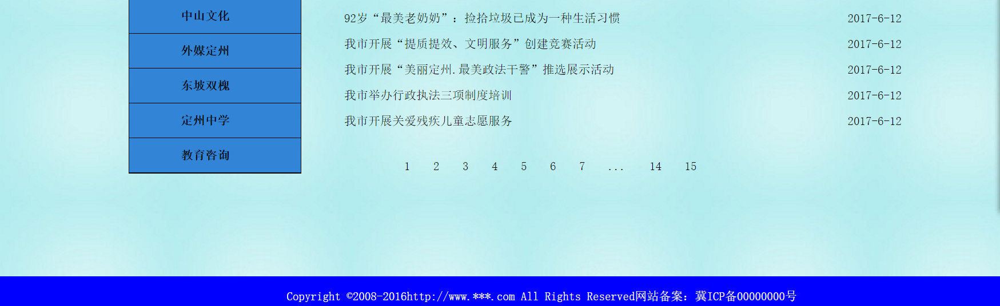 中山文化
外媒定州
东坡双槐
定州中学
教育咨询
92岁“最美老奶奶”：捡拾垃圾已成为一种生活习惯 2017-6-12
我市开展“提质提效、文明服务”创建竞赛活动 2017-6-12
我市开展“美丽定州.最美政法干警”推选展示活动 2017-6-12
我市举办行政执法三项制度培训 2017-6-12
我市开展关爱残疾儿童志愿服务 2017-6-12
1 2 3 4 5 6 7 ... 14 15
Copyright ©2008-2016http://www.***.com All Rights Reserved网站备案：冀ICP备00000000号